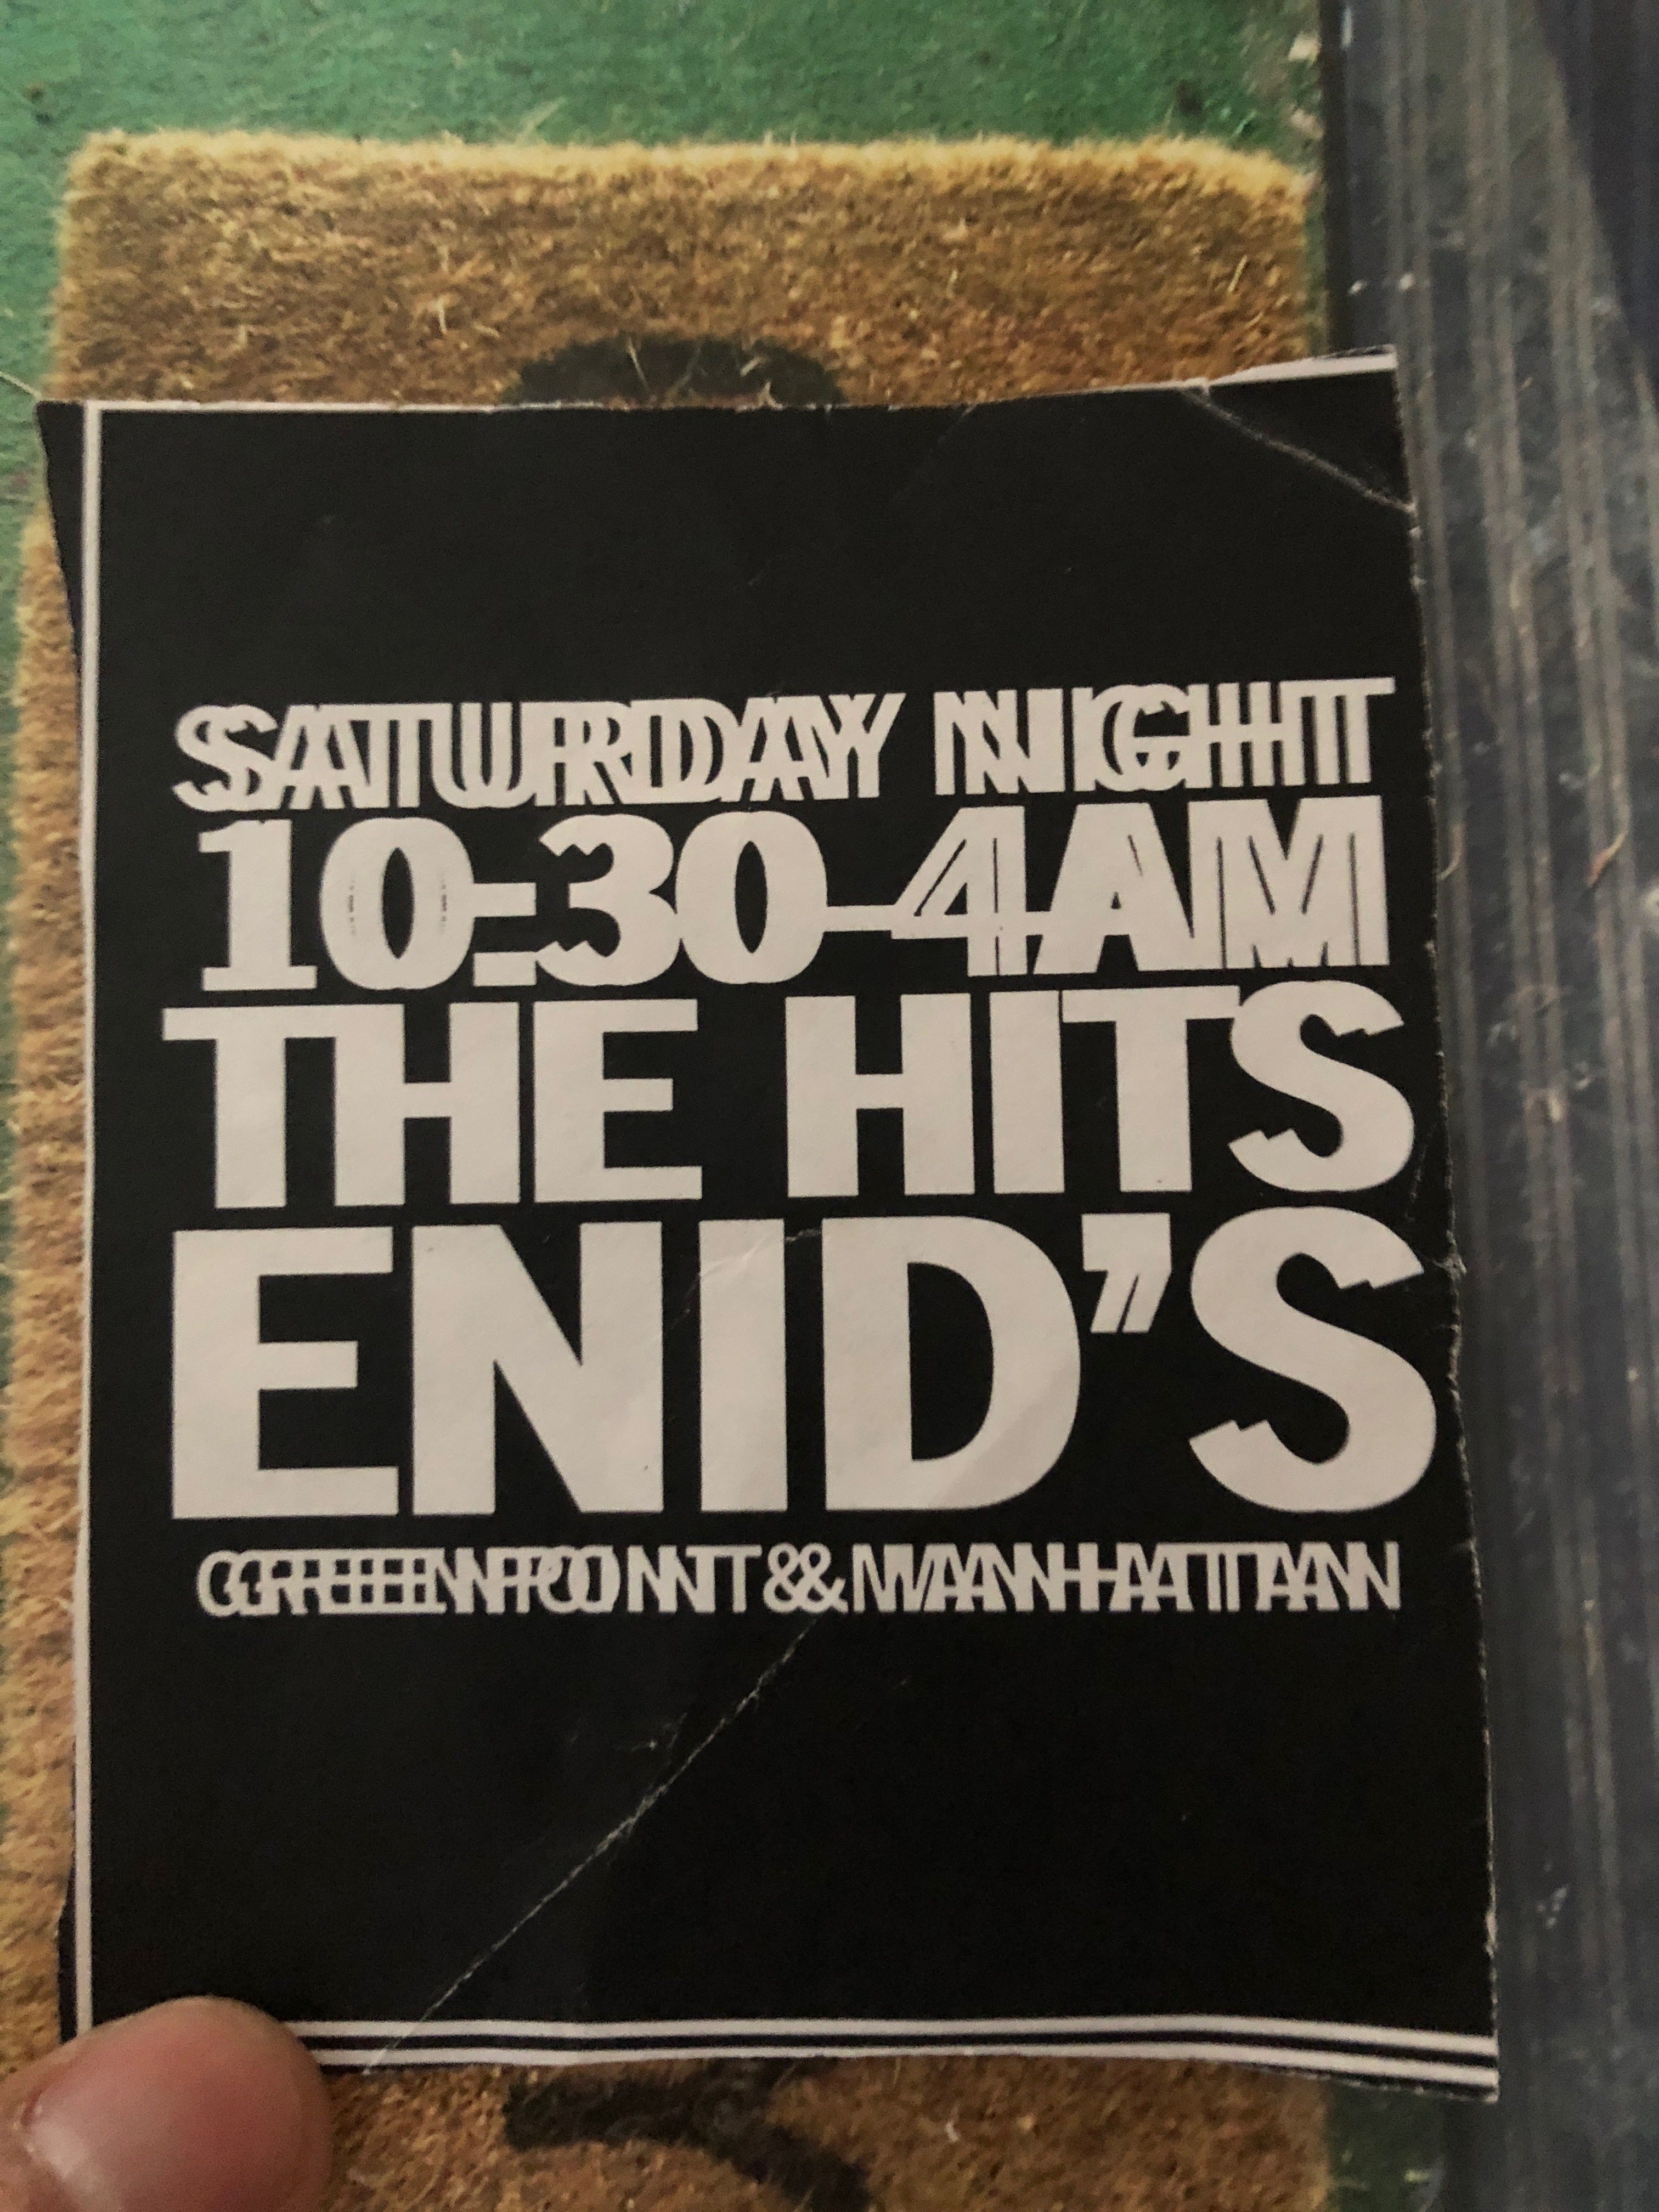 SATURDAY NIGHT
10:30-4AM
THE HITS
ENID'S
GREENPOINT & MANHATTAN